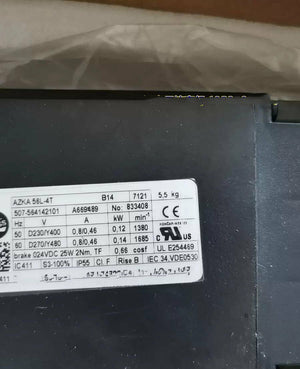 AZKA 56L-4T B14 7121 5,5 kg
507-564142101 A669489 No: 833408
Hz V A kW min⁻¹
50 D230/Y400 0,8/0,46 0,12 1380
60 D270/Y480 0,8/0,46 0,14 1685
brake 024VDC 25W 2Nm, TF 0,66 cosf UL E254469
IC411 S3-100% IP55 Cl F Rise B IEC 34,VDE0530